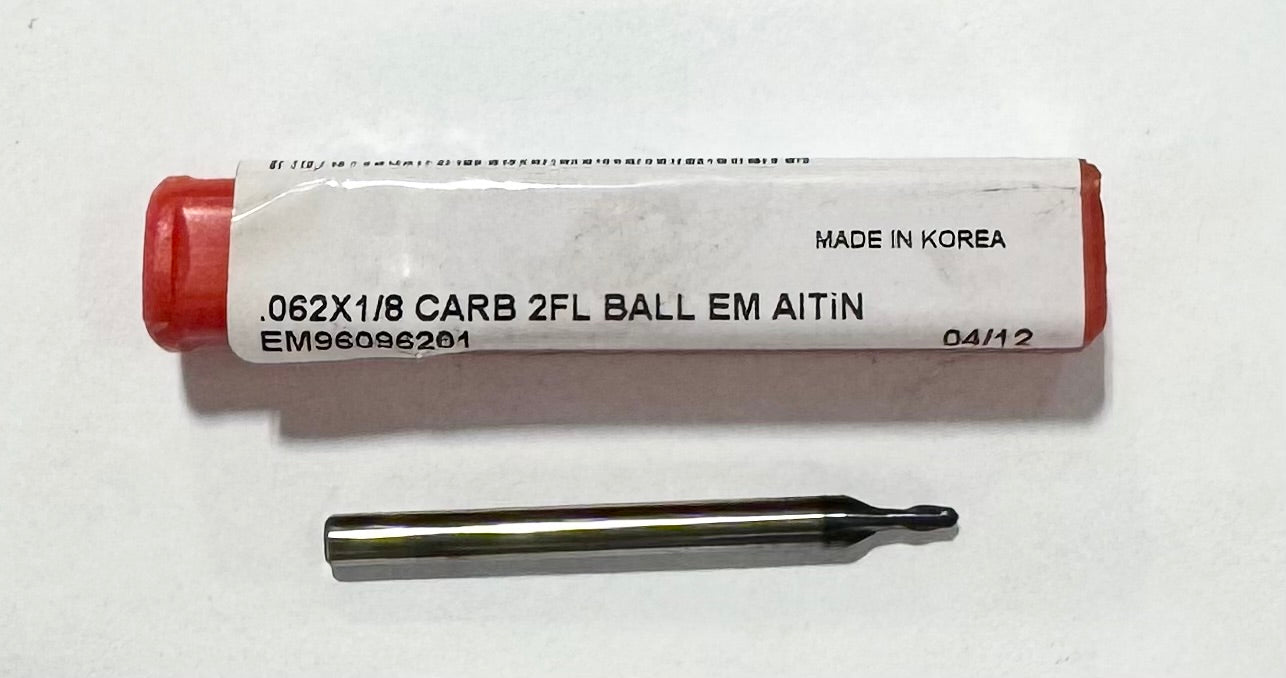 MADE IN KOREA
.062X1/8 CARB 2FL BALL EM AlTiN
EM96096201
04/12